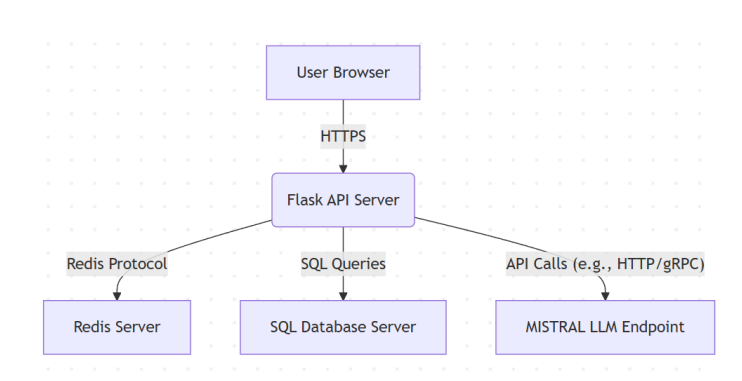 User Browser
HTTPS
Flask API Server
Redis Protocol
SQL Queries
API Calls (e.g., HTTP/gRPC)
Redis Server
SQL Database Server
MISTRAL LLM Endpoint